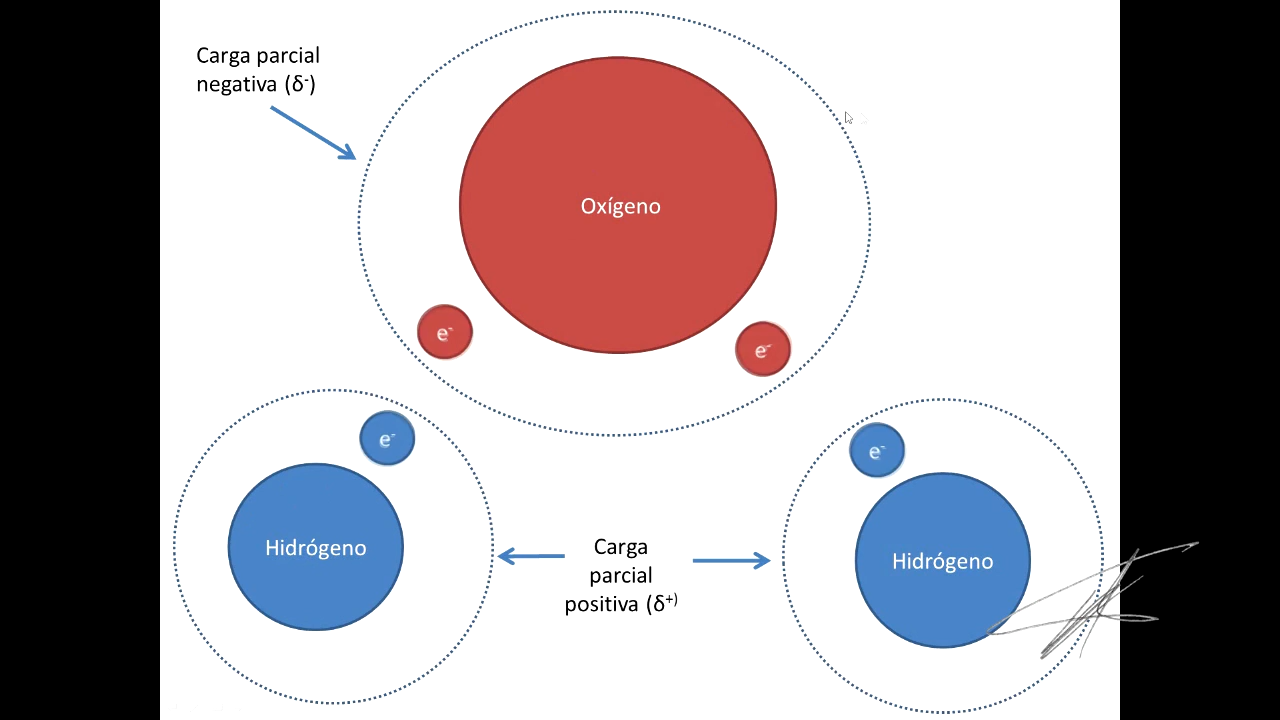 Carga parcial
negativa (δ⁻)
Oxígeno
e⁻
e⁻
e⁻
e⁻
Hidrógeno
Carga
parcial
positiva (δ⁺⁾
Hidrógeno